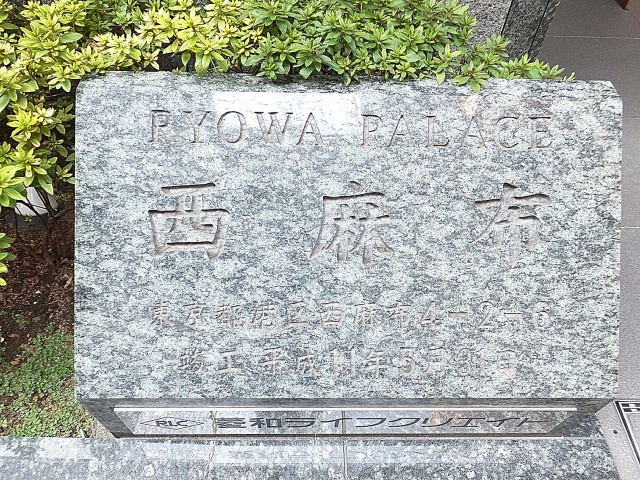 RYOWA PALACE
西麻布
東京都港区西麻布4-2-6
竣工 平成11年5月31日
RLC 菱和ライフクリエイト